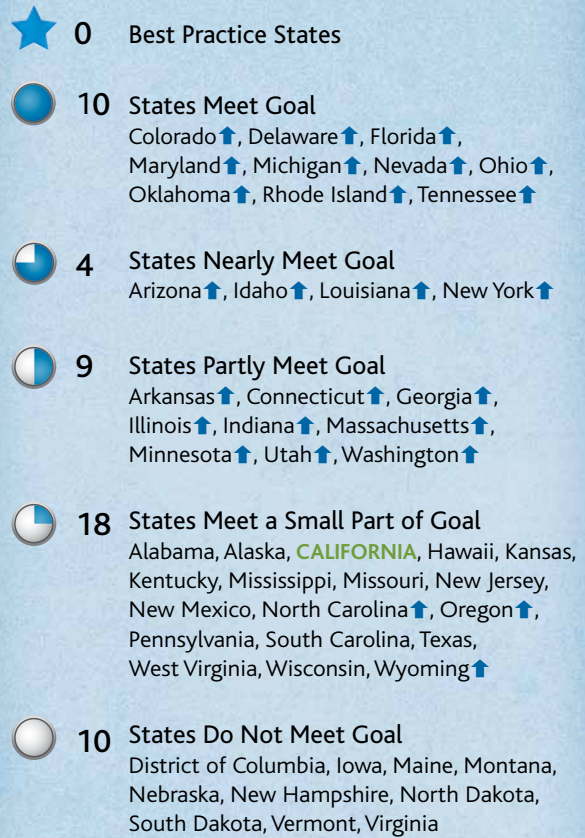 0 Best Practice States
10 States Meet Goal
Colorado⬆, Delaware⬆, Florida⬆,
Maryland⬆, Michigan⬆, Nevada⬆, Ohio⬆,
Oklahoma⬆, Rhode Island⬆, Tennessee⬆
4 States Nearly Meet Goal
Arizona⬆, Idaho⬆, Louisiana⬆, New York⬆
9 States Partly Meet Goal
Arkansas⬆, Connecticut⬆, Georgia⬆,
Illinois⬆, Indiana⬆, Massachusetts⬆,
Minnesota⬆, Utah⬆, Washington⬆
18 States Meet a Small Part of Goal
Alabama, Alaska, CALIFORNIA, Hawaii, Kansas,
Kentucky, Mississippi, Missouri, New Jersey,
New Mexico, North Carolina⬆, Oregon⬆,
Pennsylvania, South Carolina, Texas,
West Virginia, Wisconsin, Wyoming⬆
10 States Do Not Meet Goal
District of Columbia, Iowa, Maine, Montana,
Nebraska, New Hampshire, North Dakota,
South Dakota, Vermont, Virginia